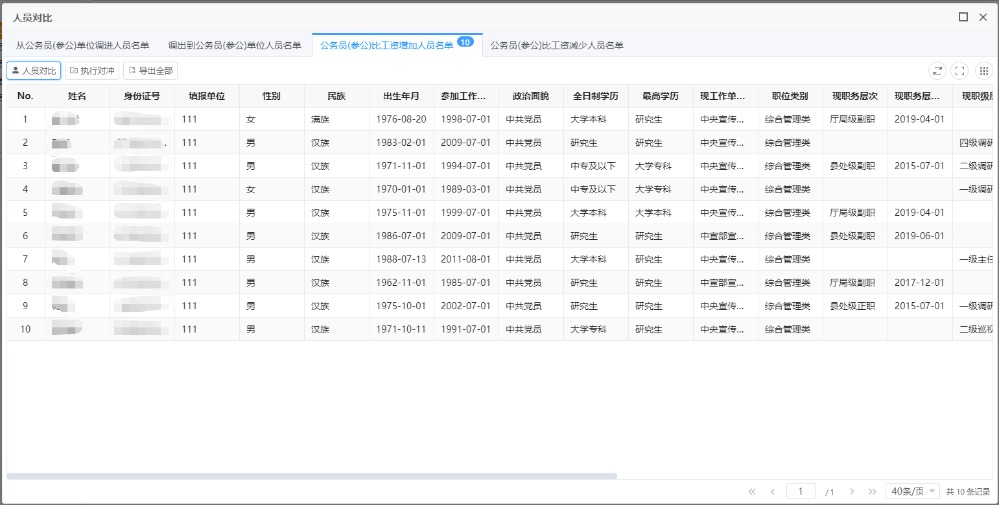 人员对比
从公务员(参公)单位调进人员名单 调出到公务员(参公)单位人员名单 公务员(参公)比工资增加人员名单 10 公务员(参公)比工资减少人员名单
人员对比 执行对冲 导出全部
No. 姓名 身份证号 填报单位 性别 民族 出生年月 参加工作... 政治面貌 全日制学历 最高学历 现工作单... 职位类别 现职务层次 现职务层... 现职级
1 111 女 满族 1976-08-20 1998-07-01 中共党员 大学本科 研究生 中央宣传... 综合管理类 厅局级副职 2019-04-01
2 111 男 汉族 1983-02-01 2009-07-01 中共党员 研究生 研究生 中央宣传... 综合管理类 四级调研
3 111 男 汉族 1971-11-01 1994-07-01 中共党员 中专及以下 大学专科 中央宣传... 综合管理类 县处级副职 2015-07-01 二级调研
4 111 女 汉族 1970-01-01 1989-03-01 中共党员 中专及以下 大学专科 中央宣传... 综合管理类 一级调研
5 111 男 汉族 1975-11-01 1999-07-01 中共党员 大学本科 大学本科 中央宣传... 综合管理类 厅局级副职 2019-04-01
6 111 男 汉族 1986-07-01 2009-07-01 中共党员 研究生 研究生 中宣部宣... 综合管理类 县处级副职 2019-06-01
7 111 男 汉族 1988-07-13 2011-08-01 中共党员 大学本科 研究生 中央宣传... 综合管理类 一级主任
8 111 男 汉族 1962-11-01 1985-07-01 中共党员 研究生 研究生 中宣部宣... 综合管理类 厅局级副职 2017-12-01
9 111 男 汉族 1975-10-01 2002-07-01 中共党员 研究生 研究生 中央宣传... 综合管理类 县处级正职 2015-07-01 一级调研
10 111 男 汉族 1971-10-11 1991-07-01 中共党员 大学专科 研究生 中央宣传... 综合管理类 二级巡视
1 /1 40条/页 共 10 条记录